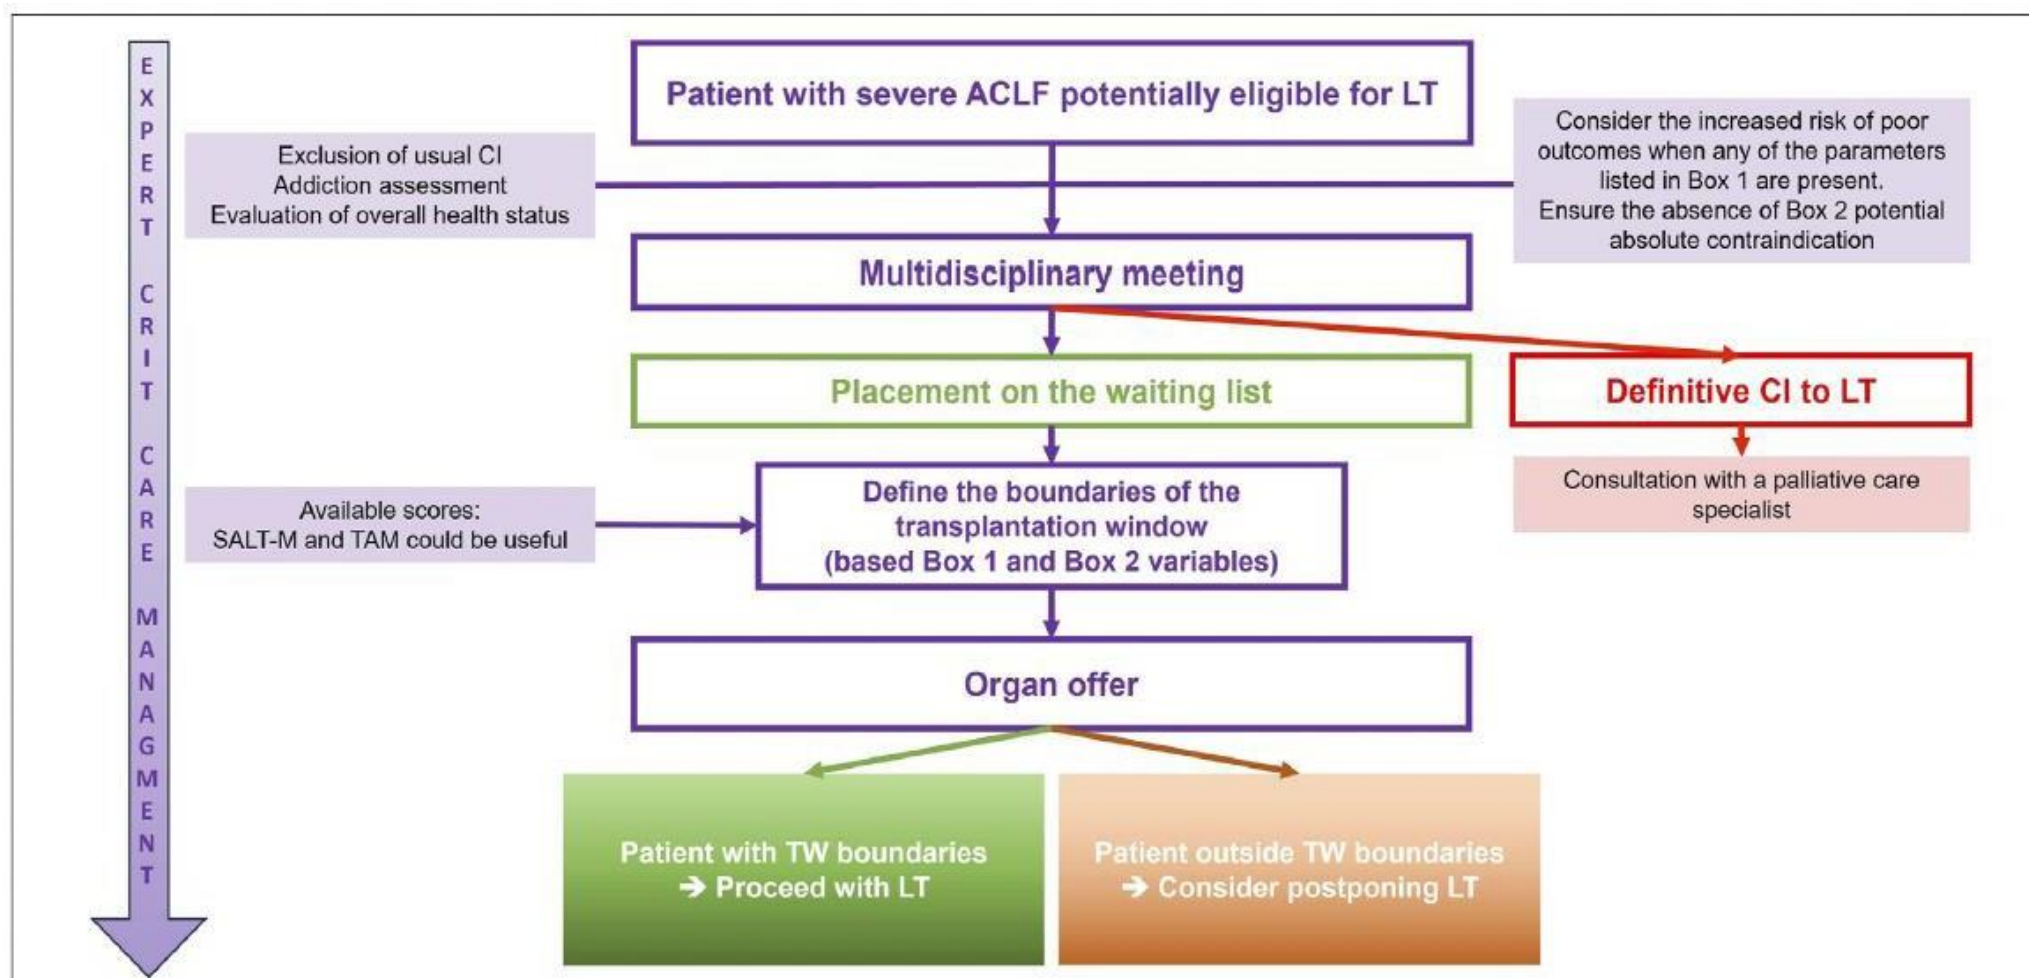 EXPERT CRIT CARE MANAGMENT
Patient with severe ACLF potentially eligible for LT
Exclusion of usual CI
Addiction assessment
Evaluation of overall health status
Consider the increased risk of poor
outcomes when any of the parameters
listed in Box 1 are present.
Ensure the absence of Box 2 potential
absolute contraindication
Multidisciplinary meeting
Placement on the waiting list
Definitive CI to LT
Consultation with a palliative care
specialist
Available scores:
SALT-M and TAM could be useful
Define the boundaries of the
transplantation window
(based Box 1 and Box 2 variables)
Organ offer
Patient with TW boundaries
➔ Proceed with LT
Patient outside TW boundaries
➔ Consider postponing LT